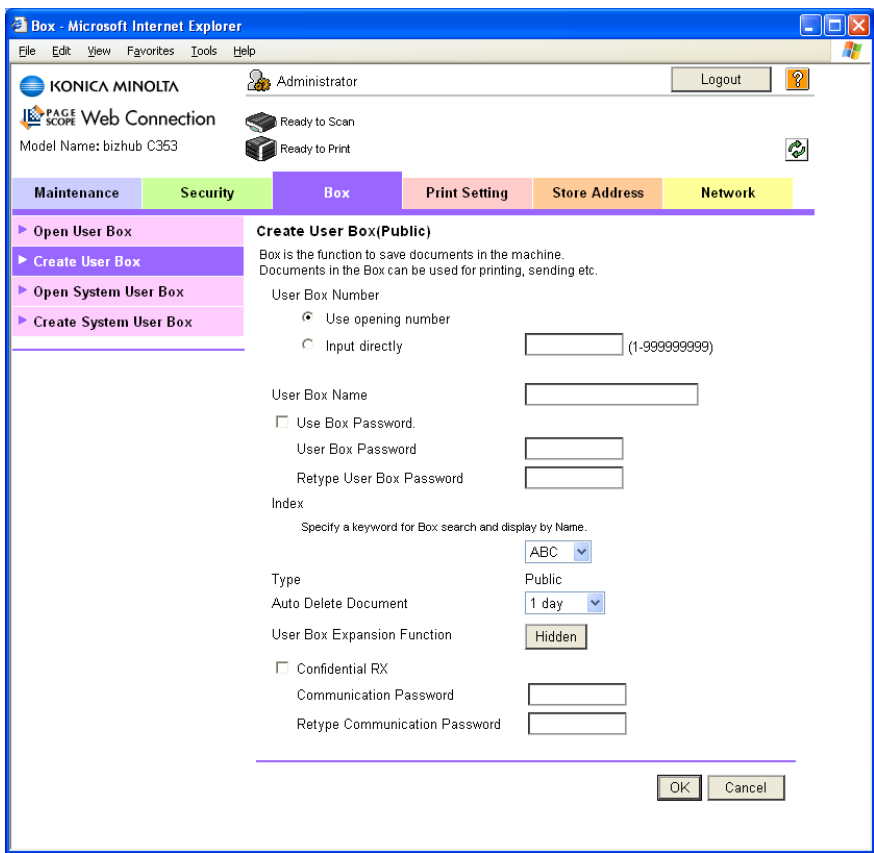 Box - Microsoft Internet Explorer
File Edit View Favorites Tools Help
KONICA MINOLTA
Administrator
Logout
?
PAGE SCOPE Web Connection
Ready to Scan
Model Name: bizhub C353
Ready to Print
Maintenance Security Box Print Setting Store Address Network
Open User Box
Create User Box
Open System User Box
Create System User Box
Create User Box(Public)
Box is the function to save documents in the machine.
Documents in the Box can be used for printing, sending etc.
User Box Number
Use opening number
Input directly (1-999999999)
User Box Name
Use Box Password.
User Box Password
Retype User Box Password
Index
Specify a keyword for Box search and display by Name.
ABC
Type Public
Auto Delete Document 1 day
User Box Expansion Function Hidden
Confidential RX
Communication Password
Retype Communication Password
OK Cancel